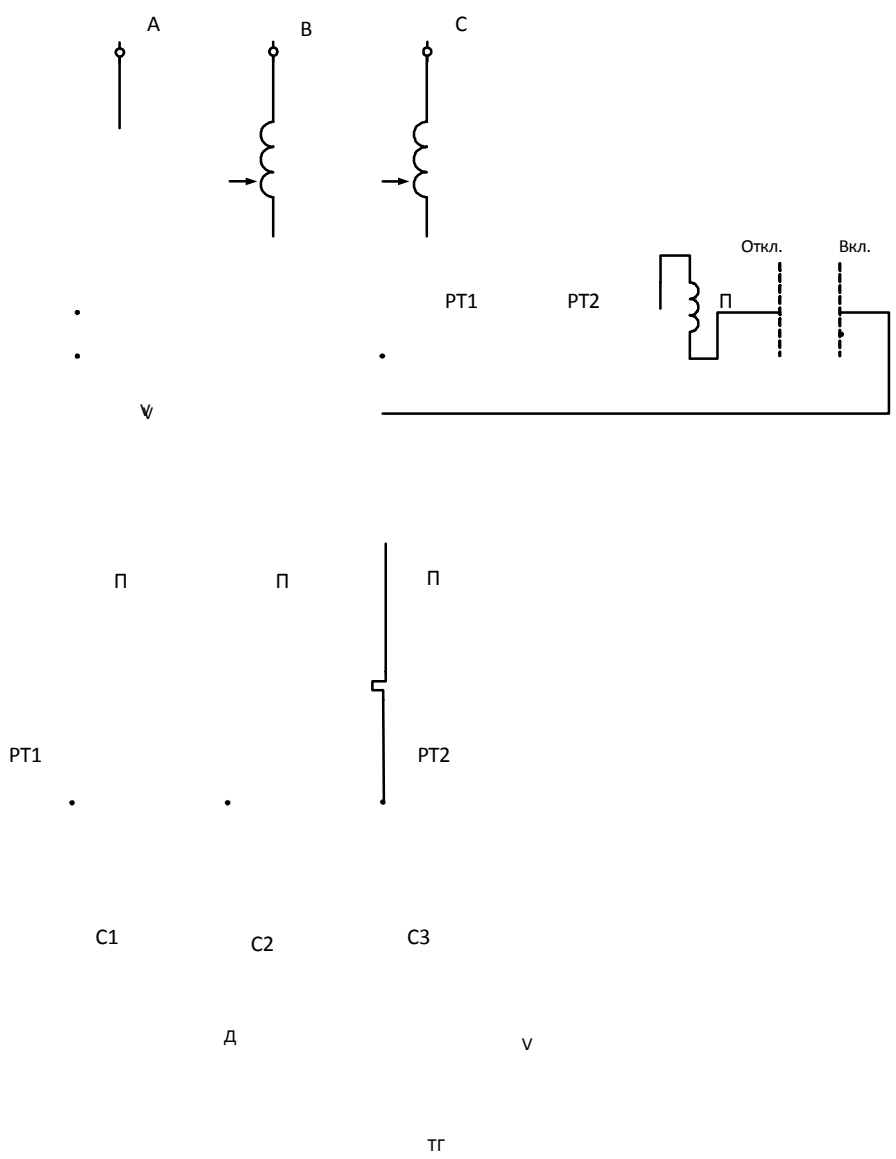 А В С
Откл. Вкл.
РТ1 РТ2 П
V
П П П
РТ1 РТ2
С1 С2 С3
Д V
ТГ